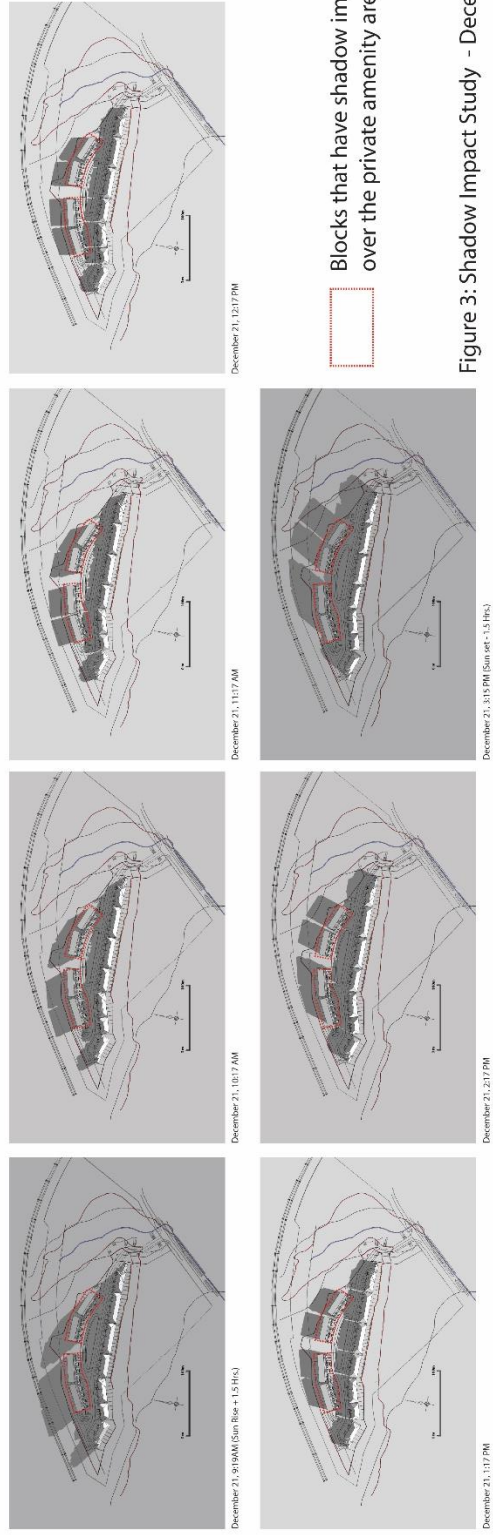 December 21, 9:19AM (Sun Rise + 1.5 Hrs.)
December 21, 10:17 AM
December 21, 11:17 AM
December 21, 12:17 PM
December 21, 1:17 PM
December 21, 2:17 PM
December 21, 3:15 PM (Sun set - 1.5 Hrs.)
Blocks that have shadow im
over the private amenity are
Figure 3: Shadow Impact Study - Dece